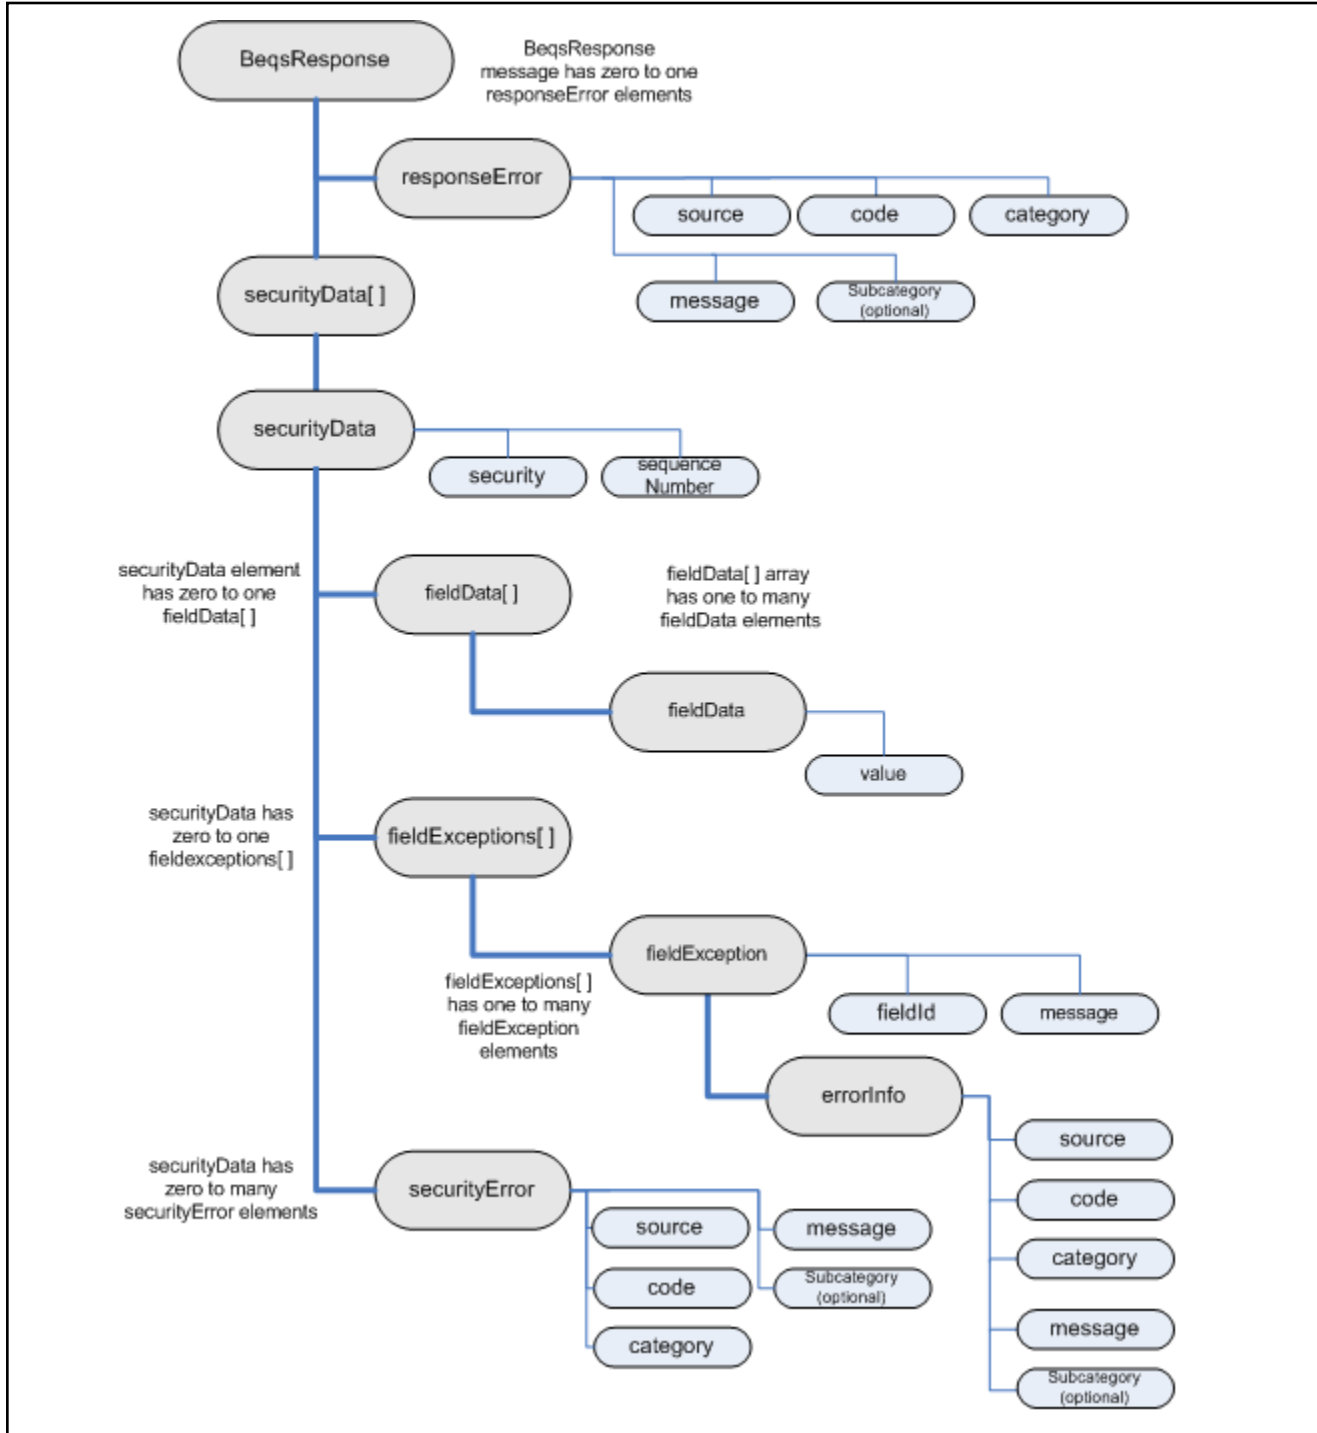 BeqsResponse
BeqsResponse
message has zero to one
responseError elements
responseError
source
code
category
message
Subcategory
(optional)
securityData[ ]
securityData
security
sequence
Number
securityData element
has zero to one
fieldData[ ]
fieldData[ ]
fieldData[ ] array
has one to many
fieldData elements
fieldData
value
securityData has
zero to one
fieldexceptions[ ]
fieldExceptions[ ]
fieldExceptions[ ]
has one to many
fieldException
elements
fieldException
fieldId
message
errorInfo
source
code
category
message
Subcategory
(optional)
securityData has
zero to many
securityError elements
securityError
source
code
category
message
Subcategory
(optional)